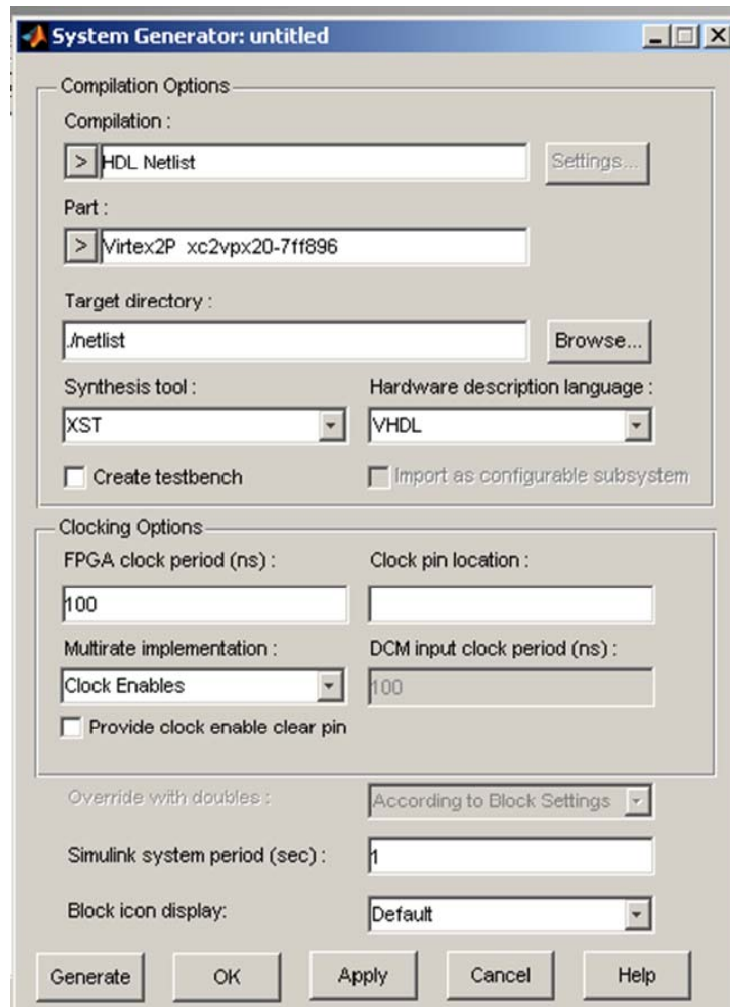 System Generator: untitled
Compilation Options
Compilation :
> HDL Netlist Settings...
Part :
> Virtex2P xc2vpx20-7ff896
Target directory :
./netlist Browse...
Synthesis tool : Hardware description language :
XST VHDL
Create testbench Import as configurable subsystem
Clocking Options
FPGA clock period (ns) : Clock pin location :
100
Multirate implementation : DCM input clock period (ns) :
Clock Enables 100
Provide clock enable clear pin
Override with doubles : According to Block Settings
Simulink system period (sec) : 1
Block icon display: Default
Generate OK Apply Cancel Help